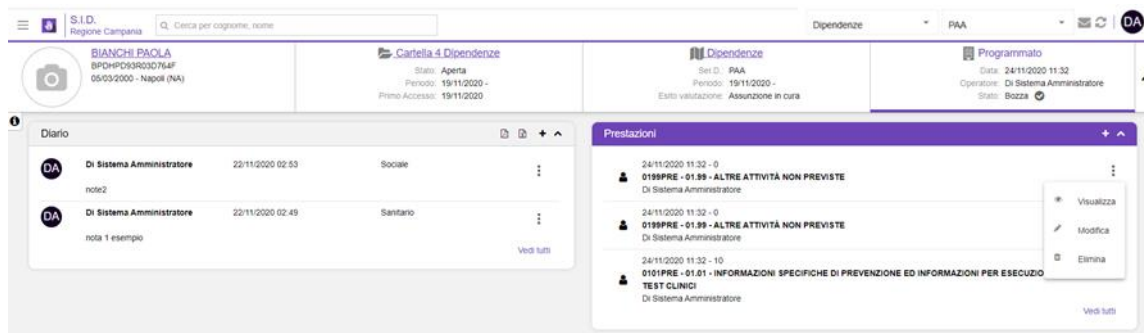 S.I.D.
Regione Campania
Cerca per cognome, nome
Dipendenze
PAA
DA
BIANCHI PAOLA
BPDHPD93R03D764F
05/03/2000 - Napoli (NA)
Cartella 4 Dipendenze
Stato: Aperta
Periodo: 19/11/2020 -
Primo Accesso: 19/11/2020
Dipendenze
Ser.D.: PAA
Periodo: 19/11/2020 -
Esito valutazione: Assunzione in cura
Programmato
Data: 24/11/2020 11:32
Operatore: Di Sistema Amministratore
Stato: Bozza
Diario
DA Di Sistema Amministratore 22/11/2020 02:53 Sociale
note2
DA Di Sistema Amministratore 22/11/2020 02:49 Sanitario
nota 1 esempio
Vedi tutti
Prestazioni
24/11/2020 11:32 - 0
0199PRE - 01.99 - ALTRE ATTIVITÀ NON PREVISTE
Di Sistema Amministratore
24/11/2020 11:32 - 0
0199PRE - 01.99 - ALTRE ATTIVITÀ NON PREVISTE
Di Sistema Amministratore
24/11/2020 11:32 - 10
0101PRE - 01.01 - INFORMAZIONI SPECIFICHE DI PREVENZIONE ED INFORMAZIONI PER ESECUZIO
TEST CLINICI
Di Sistema Amministratore
Visualizza
Modifica
Elimina
Vedi tutti